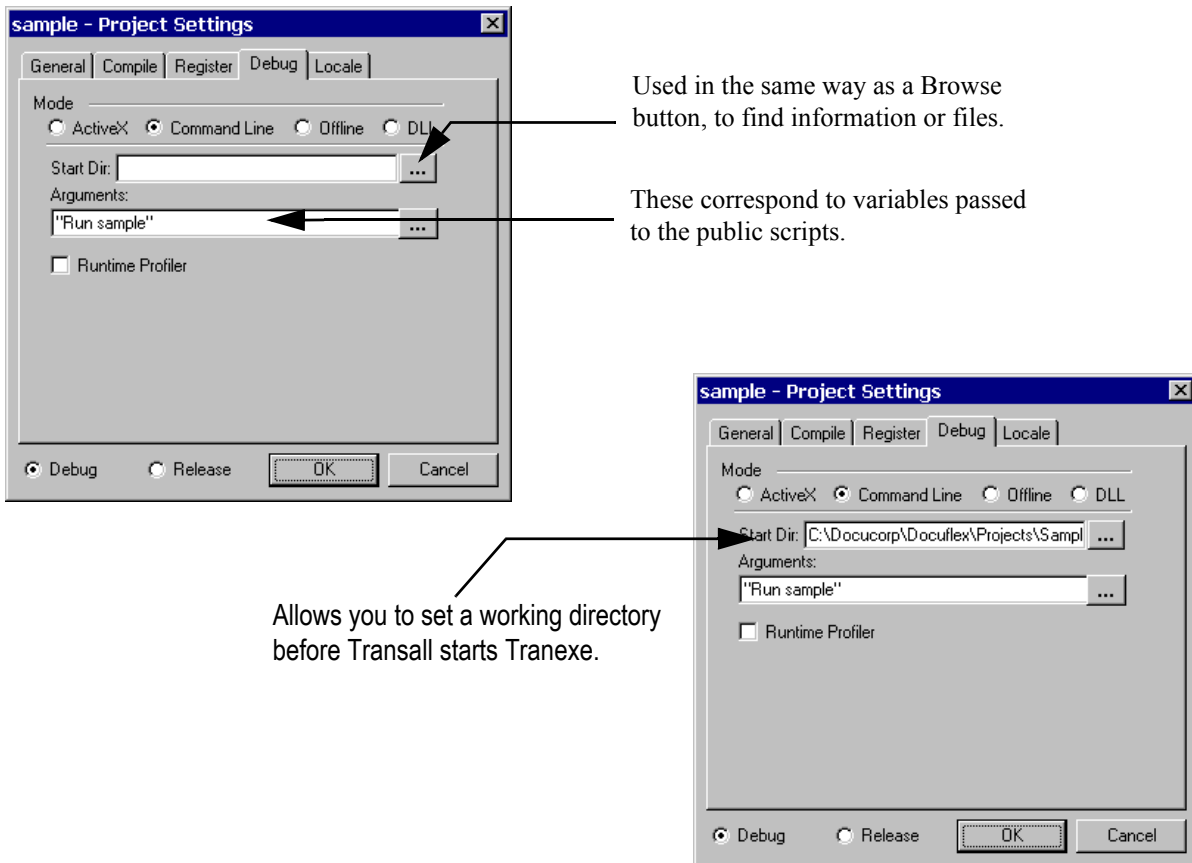 sample - Project Settings
General Compile Register Debug Locale
Mode
ActiveX Command Line Offline DLL
Start Dir: ...
Arguments:
"Run sample" ...
Runtime Profiler
Debug Release OK Cancel
Used in the same way as a Browse
button, to find information or files.
These correspond to variables passed
to the public scripts.
Allows you to set a working directory
before Transall starts Tranexe.
sample - Project Settings
General Compile Register Debug Locale
Mode
ActiveX Command Line Offline DLL
Start Dir: C:\Docucorp\Docuflex\Projects\Sampl ...
Arguments:
"Run sample" ...
Runtime Profiler
Debug Release OK Cancel